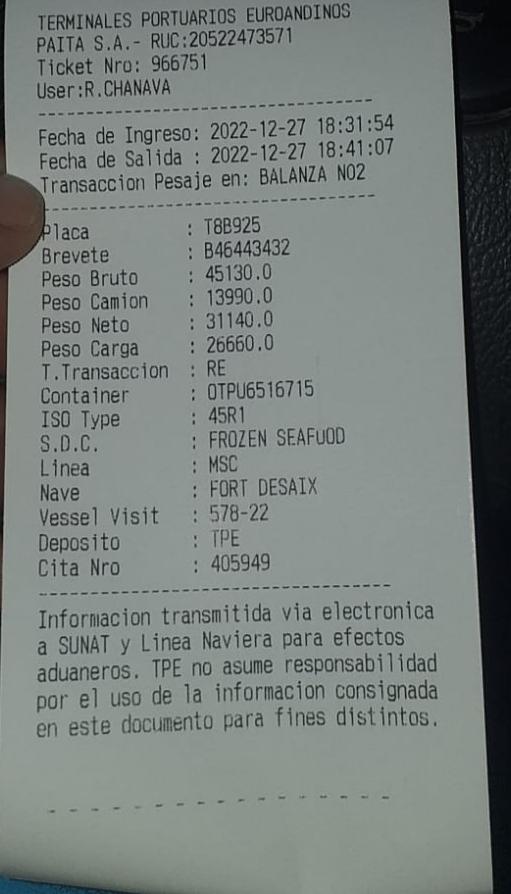 TERMINALES PORTUARIOS EUROANDINOS
PAITA S.A.- RUC:20522473571
Ticket Nro: 966751
User:R.CHANAVA
Fecha de Ingreso: 2022-12-27 18:31:54
Fecha de Salida : 2022-12-27 18:41:07
Transaccion Pesaje en: BALANZA NO2
Placa : T8B925
Brevete : B46443432
Peso Bruto : 45130.0
Peso Camion : 13990.0
Peso Neto : 31140.0
Peso Carga : 26660.0
T.Transaccion : RE
Container : OTPU6516715
ISO Type : 45R1
S.D.C. : FROZEN SEAFOOD
Linea : MSC
Nave : FORT DESAIX
Vessel Visit : 578-22
Deposito : TPE
Cita Nro : 405949
Informacion transmitida via electronica
a SUNAT y Linea Naviera para efectos
aduaneros. TPE no asume responsabilidad
por el uso de la informacion consignada
en este documento para fines distintos.